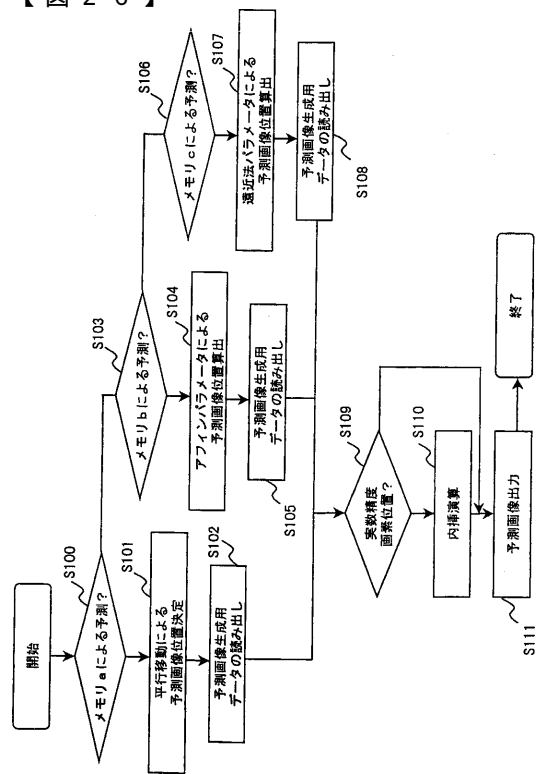 【図２６】
開始
S100
メモリaによる予測？
S101
平行移動による
予測画像位置決定
S102
予測画像生成用
データの読み出し
S103
メモリbによる予測？
S104
アフィンパラメータによる
予測画像位置算出
予測画像生成用
データの読み出し
S105
S106
メモリcによる予測？
S107
遠近法パラメータによる
予測画像位置算出
予測画像生成用
データの読み出し
S108
S109
実数精度
画素位置？
S110
内挿演算
予測画像出力
S111
終了